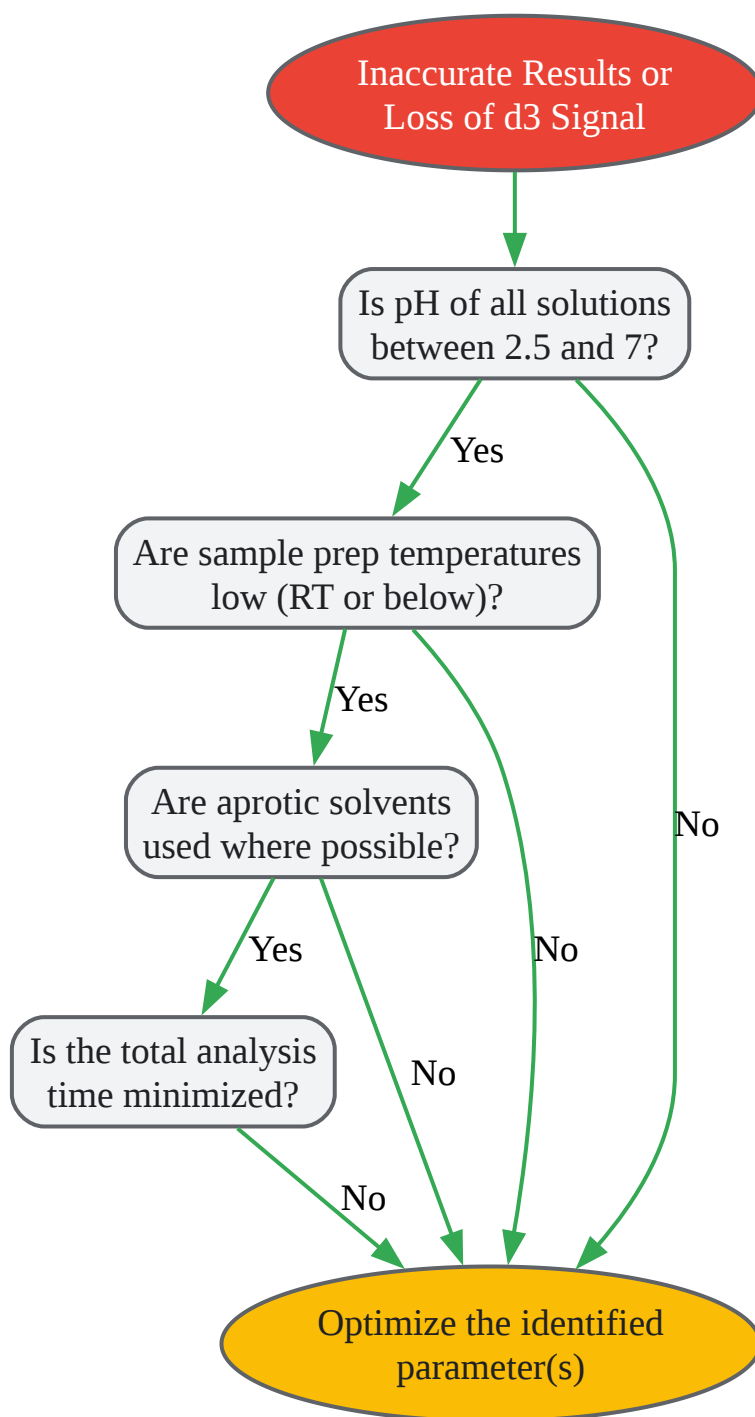 Inaccurate Results or
Loss of d3 Signal
Is pH of all solutions
between 2.5 and 7?
Yes
Are sample prep temperatures
low (RT or below)?
Yes
No
Are aprotic solvents
used where possible?
Yes
No
Is the total analysis
time minimized?
No
No
Optimize the identified
parameter(s)